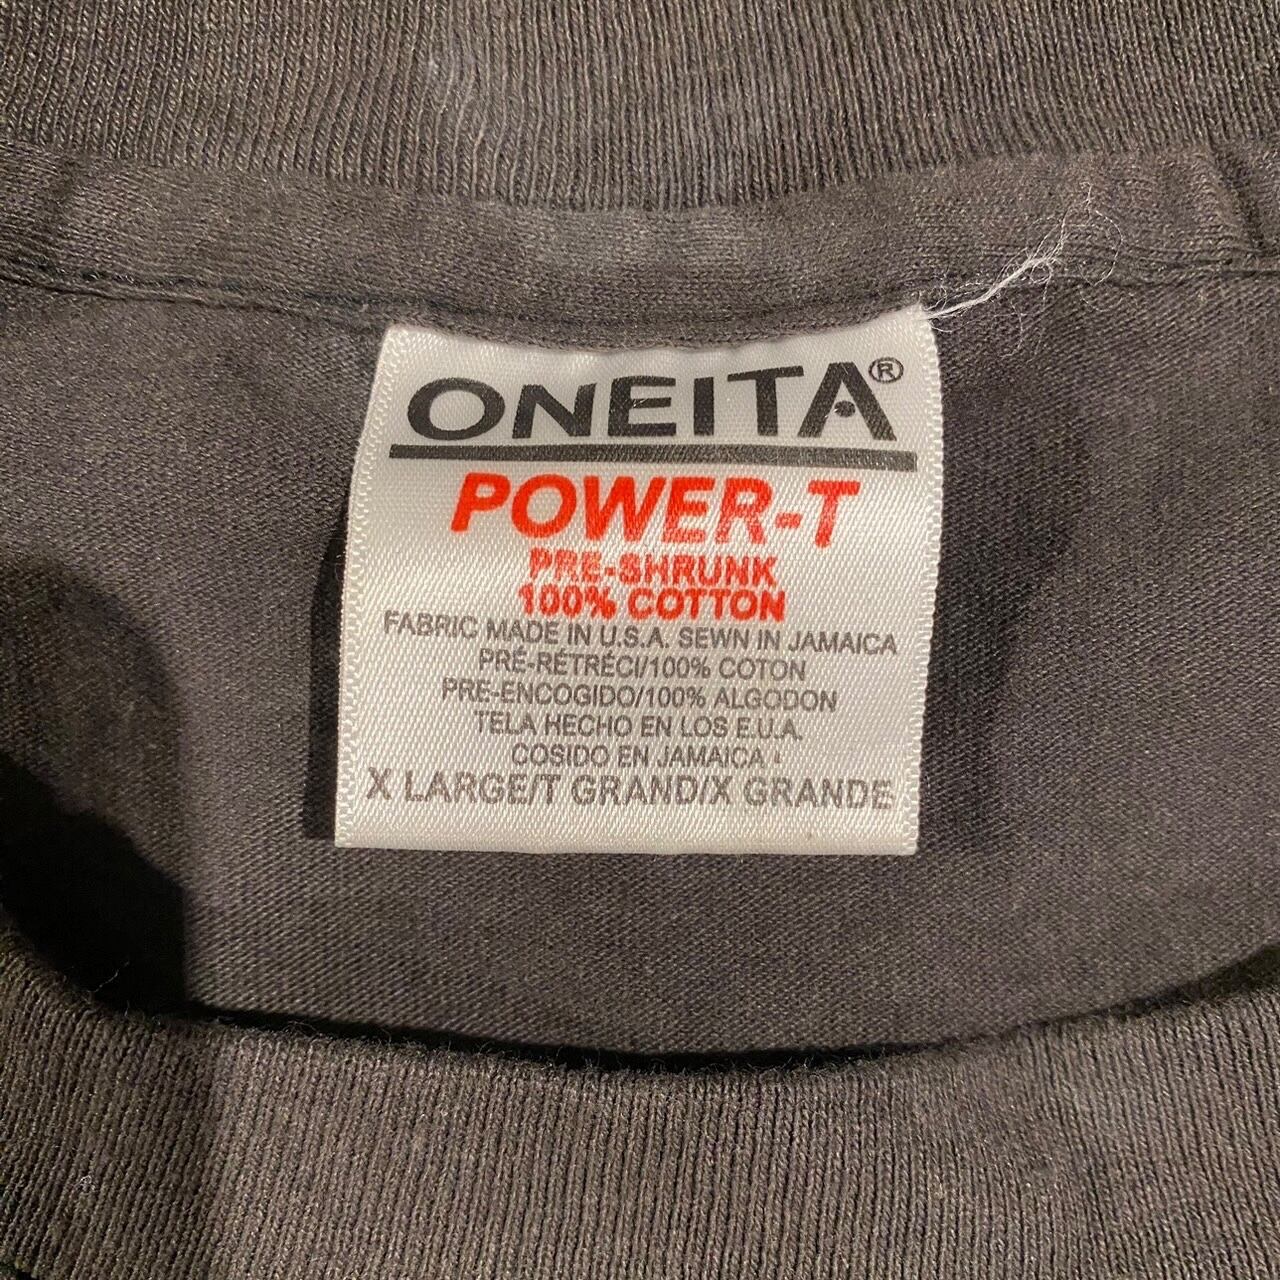 ONEITA®
POWER-T
PRE-SHRUNK
100% COTTON
FABRIC MADE IN U.S.A. SEWN IN JAMAICA
PRÉ-RÉTRÉCI/100% COTON
PRE-ENCOGIDO/100% ALGODON
TELA HECHO EN LOS E.U.A.
COSIDO EN JAMAICA
X LARGE/T GRAND/X GRANDE